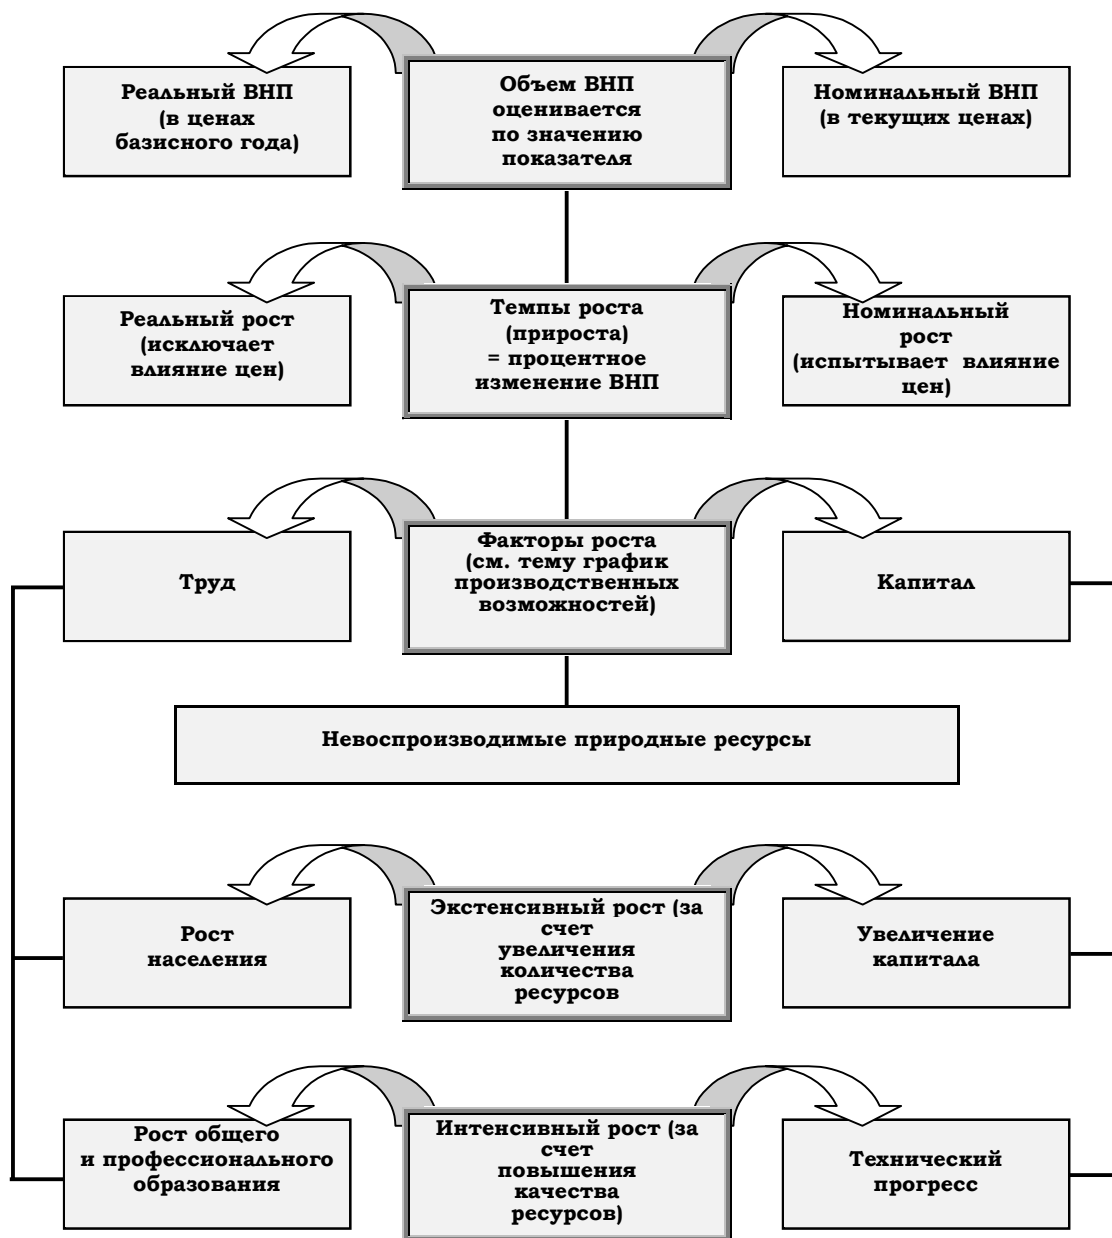 Реальный ВНП
(в ценах
базисного года)
Объем ВНП
оценивается
по значению
показателя
Номинальный ВНП
(в текущих ценах)
Реальный рост
(исключает
влияние цен)
Темпы роста
(прироста)
= процентное
изменение ВНП
Номинальный
рост
(испытывает влияние
цен)
Труд
Факторы роста
(см. тему график
производственных
возможностей)
Капитал
Невоспроизводимые природные ресурсы
Рост
населения
Экстенсивный рост (за
счет
увеличения
количества
ресурсов
Увеличение
капитала
Рост общего
и профессионального
образования
Интенсивный рост (за
счет
повышения
качества
ресурсов)
Технический
прогресс